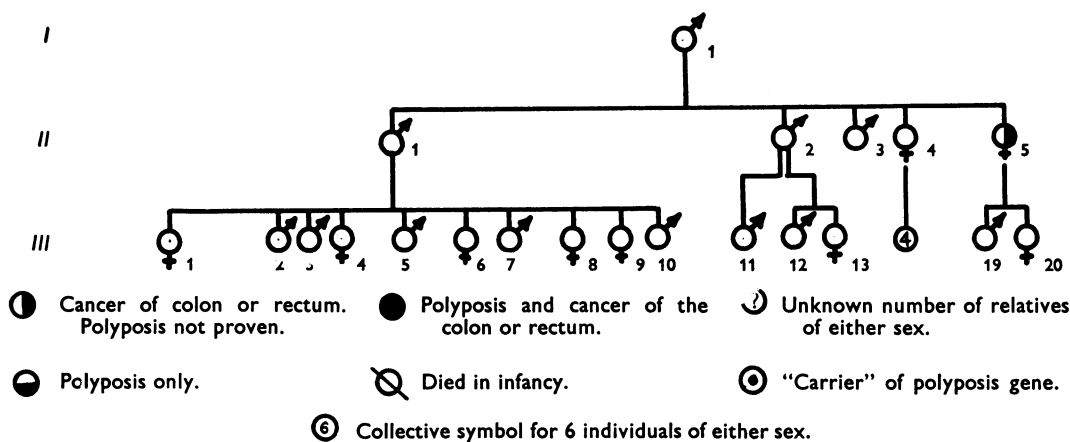 I
1
II
1 2 3 4 5
III
4
1 2 3 4 5 6 7 8 9 10 11 12 13 19 20
Cancer of colon or rectum. Polyposis and cancer of the ? Unknown number of relatives
Polyposis not proven. colon or rectum. of either sex.
Polyposis only. Died in infancy. "Carrier" of polyposis gene.
6 Collective symbol for 6 individuals of either sex.